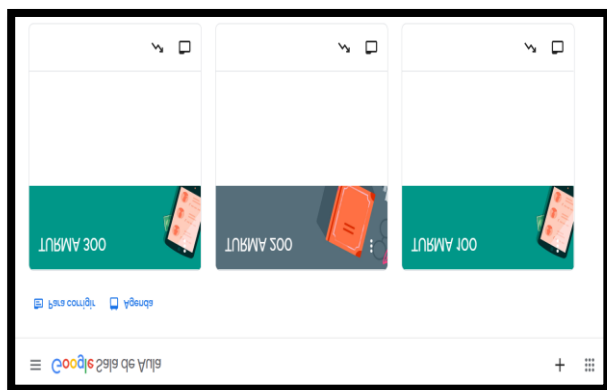 Google Sala de Aula
Para corrigir Agenda
TURMA 300 TURMA 200 TURMA 100